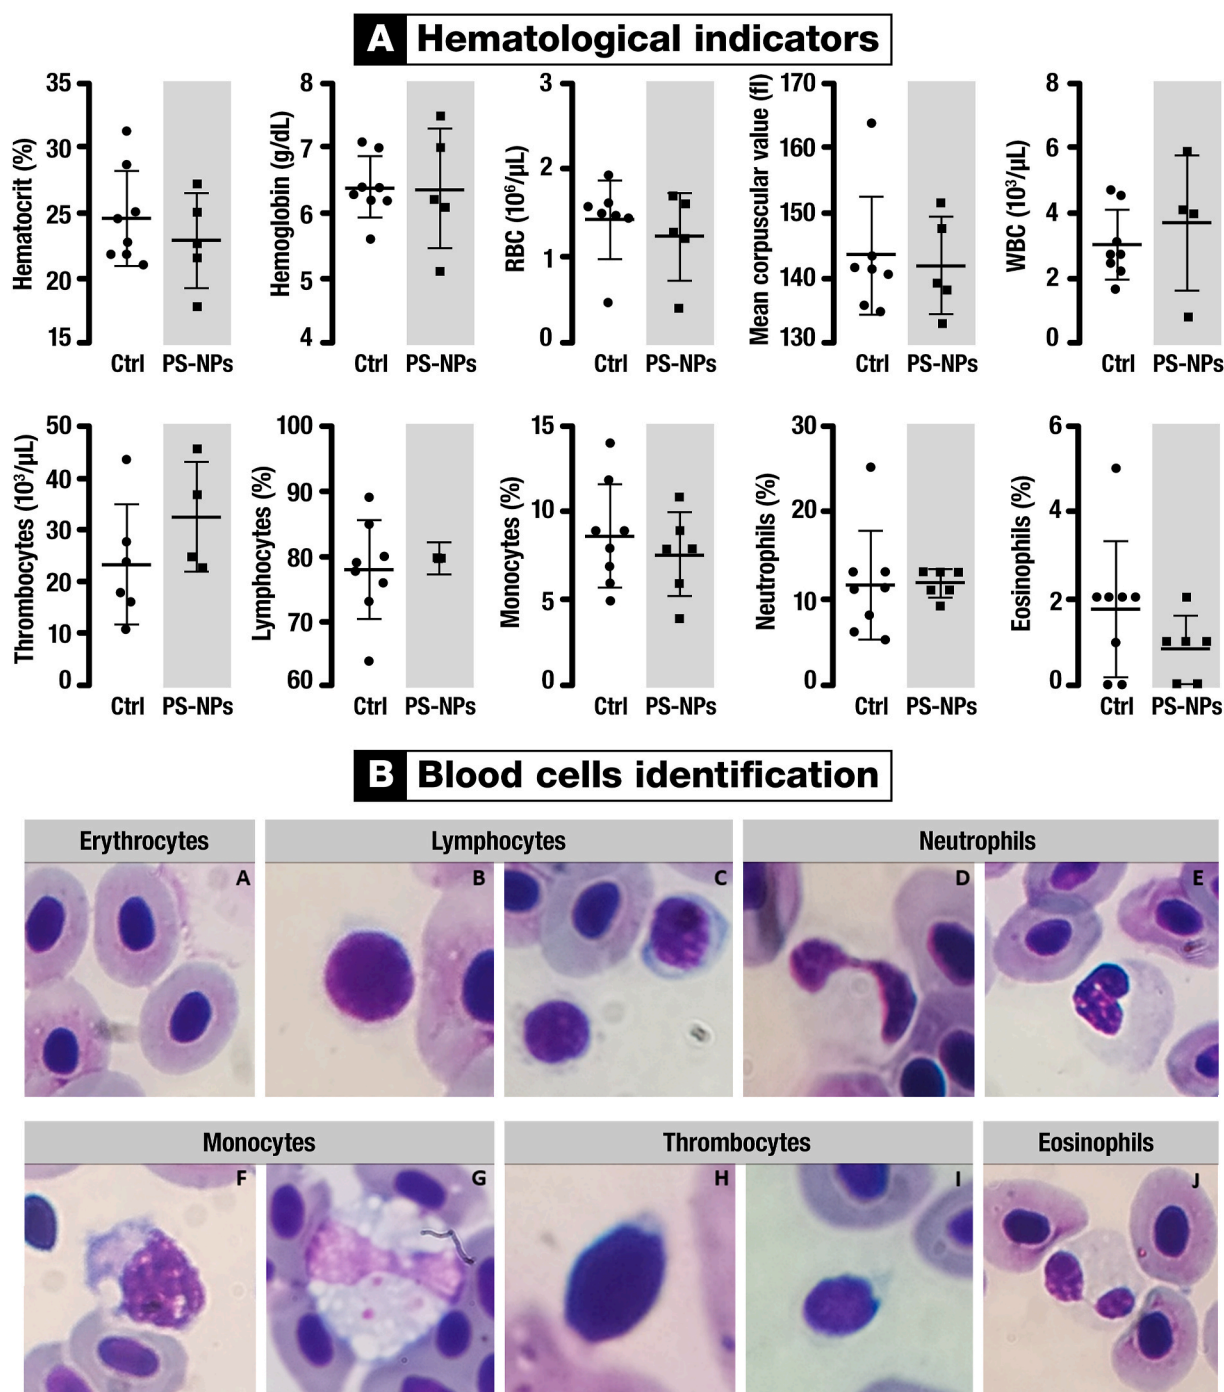 A Hematological indicators
Hematocrit (%)
35
30
25
20
15
Ctrl PS-NPs
Hemoglobin (g/dL)
8
7
6
5
4
Ctrl PS-NPs
RBC (10⁶/µL)
3
2
1
0
Ctrl PS-NPs
Mean corpuscular value (fl)
170
160
150
140
130
Ctrl PS-NPs
WBC (10³/µL)
8
6
4
2
0
Ctrl PS-NPs
Thrombocytes (10³/µL)
50
40
30
20
10
0
Ctrl PS-NPs
Lymphocytes (%)
100
90
80
70
60
Ctrl PS-NPs
Monocytes (%)
15
10
5
0
Ctrl PS-NPs
Neutrophils (%)
30
20
10
0
Ctrl PS-NPs
Eosinophils (%)
6
4
2
0
Ctrl PS-NPs
B Blood cells identification
Erythrocytes
A
Lymphocytes
B
C
Neutrophils
D
E
Monocytes
F
G
Thrombocytes
H
I
Eosinophils
J